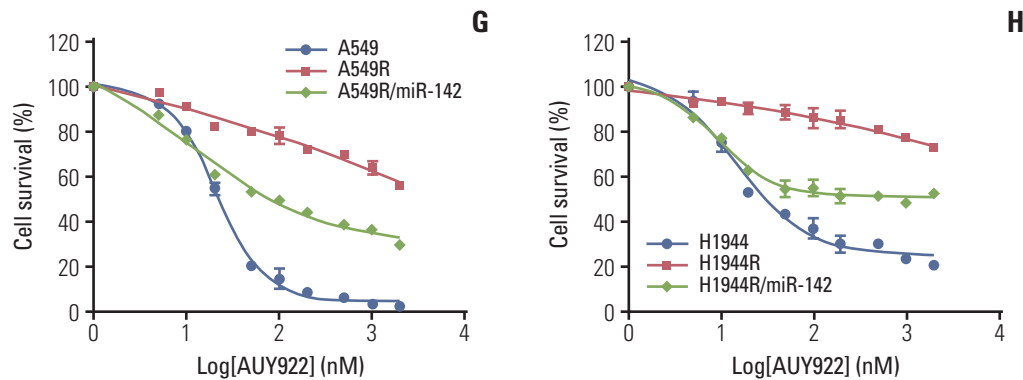 G
120
100
80
60
40
20
0
Cell survival (%)
A549
A549R
A549R/miR-142
0 1 2 3 4
Log[AUY922] (nM)
H
120
100
80
60
40
20
0
Cell survival (%)
H1944
H1944R
H1944R/miR-142
0 1 2 3 4
Log[AUY922] (nM)